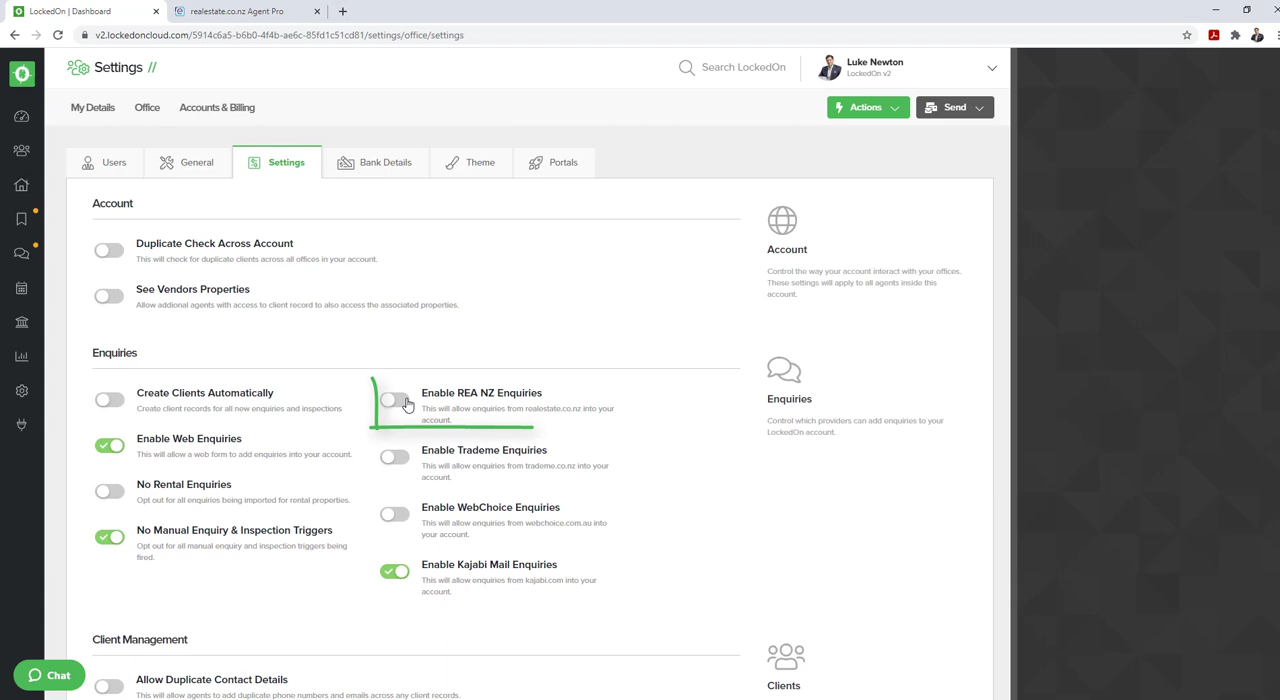 LockedOn | Dashboard
realestate.co.nz Agent Pro
v2.lockedoncloud.com/5914c6a5-b6b0-4f4b-ae6c-85fd1c51cd81/settings/office/settings
Settings //
Search LockedOn
Luke Newton
LockedOn v2
My Details
Office
Accounts & Billing
Actions
Send
Users
General
Settings
Bank Details
Theme
Portals
Account
Duplicate Check Across Account
This will check for duplicate clients across all offices in your account.
See Vendors Properties
Allow addional agents with access to client record to also access the associated properties.
Account
Control the way your account interact with your offices.
These settings will apply to all agents inside this
account.
Enquiries
Create Clients Automatically
Create client records for all new enquiries and inspections
Enable Web Enquiries
This will allow a web form to add enquiries into your account.
No Rental Enquiries
Opt out for all enquiries being imported for rental properties.
No Manual Enquiry & Inspection Triggers
Opt out for all manual enquiry and inspection triggers being
fired.
Enable REA NZ Enquiries
This will allow enquiries from realestate.co.nz into your
account.
Enable Trademe Enquiries
This will allow enquiries from trademe.co.nz into your
account.
Enable WebChoice Enquiries
This will allow enquiries from webchoice.com.au into
your account.
Enable Kajabi Mail Enquiries
This will allow enquiries from kajabi.com into your
account.
Enquiries
Control which providers can add enquiries to your
LockedOn account.
Client Management
Allow Duplicate Contact Details
This will allow agents to add duplicate phone numbers and emails across any client records.
Clients
Chat